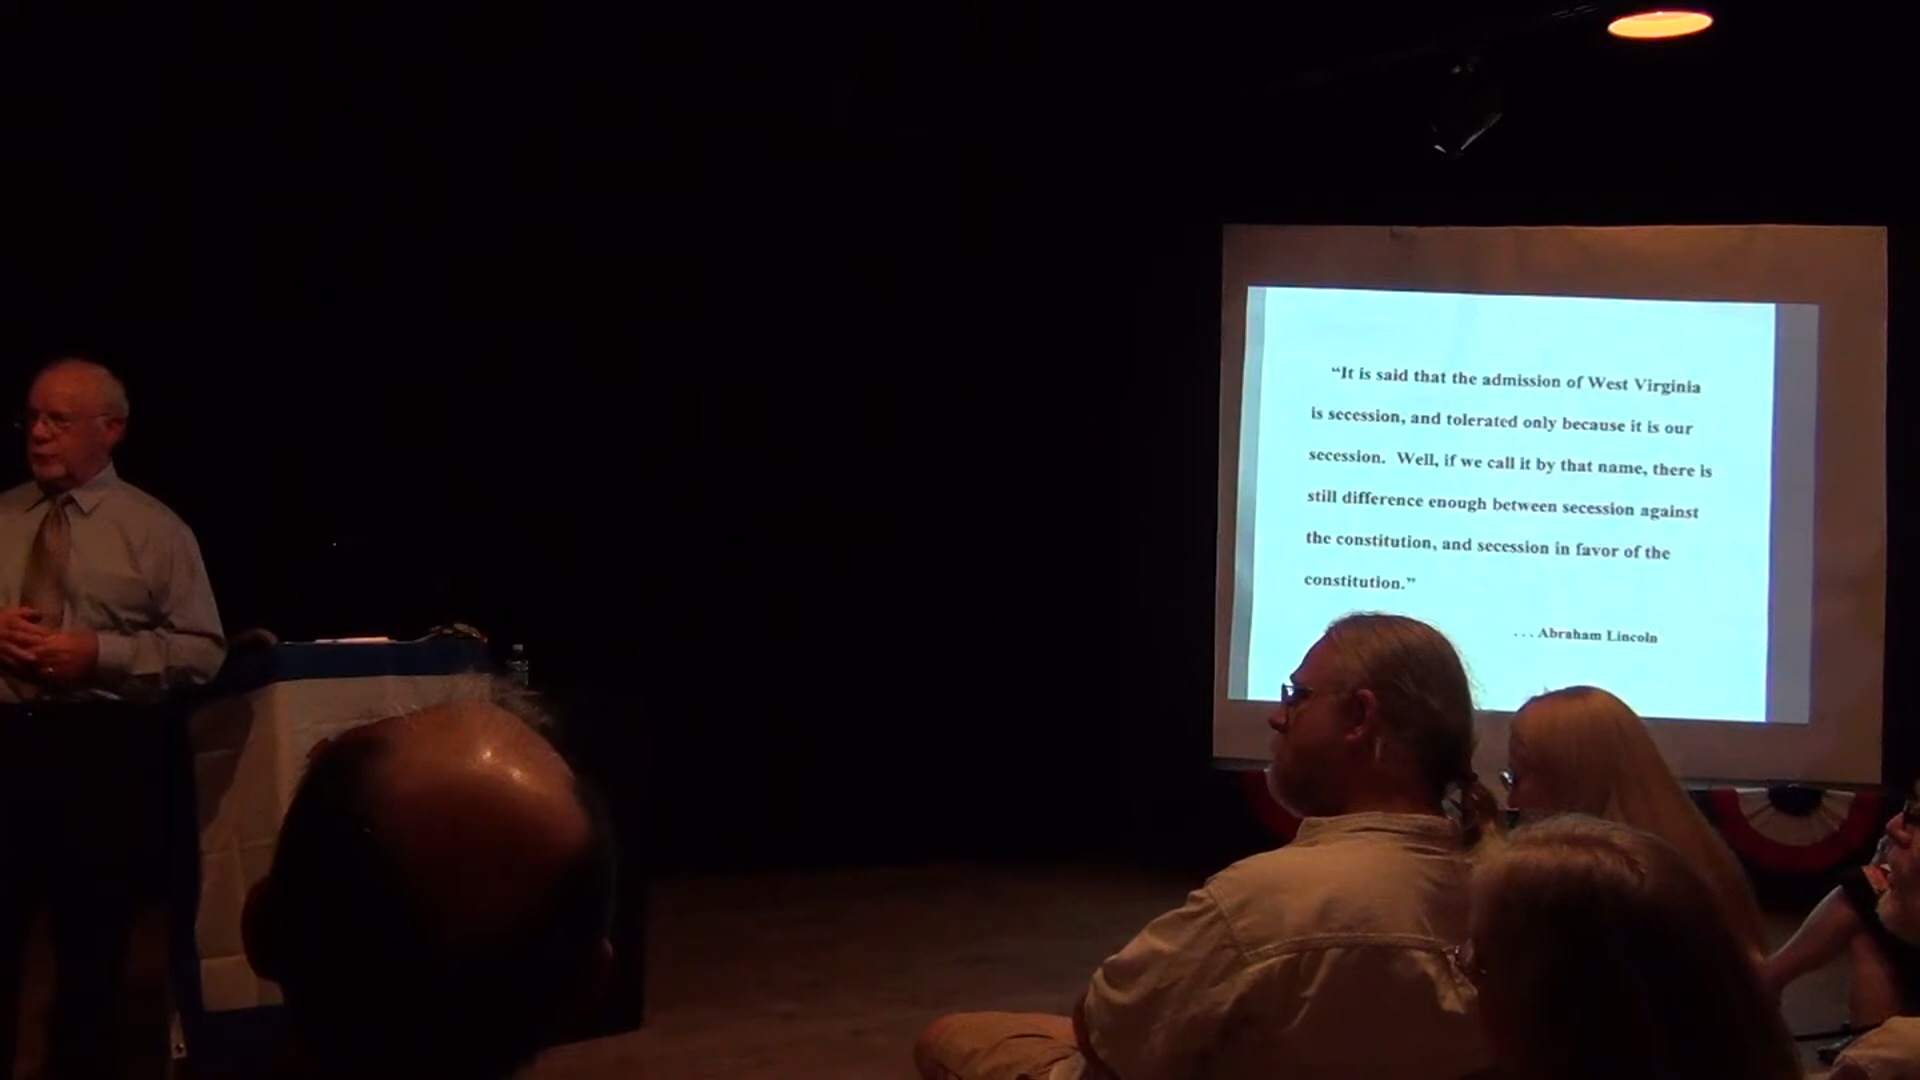 “It is said that the admission of West Virginia
is secession, and tolerated only because it is our
secession. Well, if we call it by that name, there is
still difference enough between secession against
the constitution, and secession in favor of the
constitution.”
. . . Abraham Lincoln